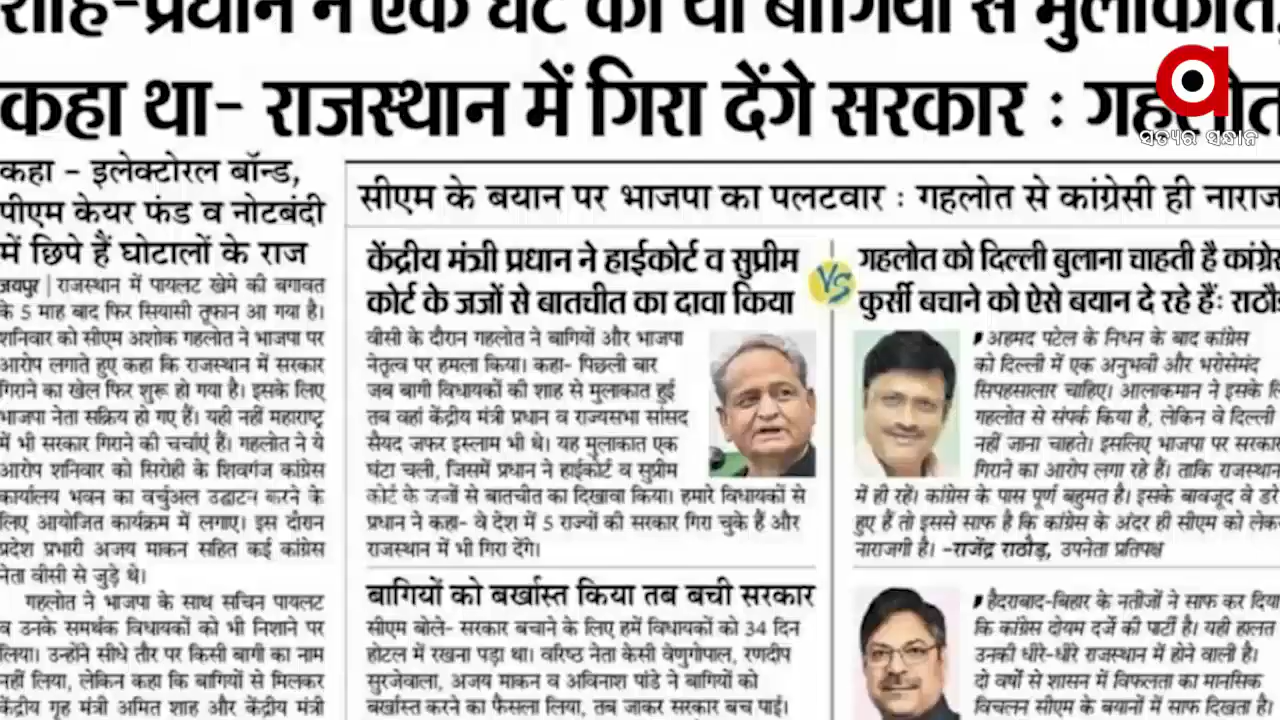 शाह-प्रधान ने एक घंटे की थी बागियों से मुलाकात,
कहा था- राजस्थान में गिरा देंगे सरकार : गहलोत
ସତ୍ୟର ସନ୍ଧାନ
कहा - इलेक्टोरल बॉन्ड,
पीएम केयर फंड व नोटबंदी
में छिपे हैं घोटालों के राज
जयपुर | राजस्थान में पायलट खेमे की बगावत
के 5 माह बाद फिर सियासी तूफान आ गया है।
शनिवार को सीएम अशोक गहलोत ने भाजपा पर
आरोप लगाते हुए कहा कि राजस्थान में सरकार
गिराने का खेल फिर शुरू हो गया है। इसके लिए
भाजपा नेता सक्रिय हो गए हैं। यही नहीं महाराष्ट्र
में भी सरकार गिराने की चर्चाएं हैं। गहलोत ने ये
आरोप शनिवार को सिरोही के शिवगंज कांग्रेस
कार्यालय भवन का वर्चुअल उद्घाटन करने के
लिए आयोजित कार्यक्रम में लगाए। इस दौरान
प्रदेश प्रभारी अजय माकन सहित कई कांग्रेस
नेता वीसी से जुड़े थे।
गहलोत ने भाजपा के साथ सचिन पायलट
व उनके समर्थक विधायकों को भी निशाने पर
लिया। उन्होंने सीधे तौर पर किसी बागी का नाम
नहीं लिया, लेकिन कहा कि बागियों से मिलकर
केंद्रीय गृह मंत्री अमित शाह और केंद्रीय मंत्री
सीएम के बयान पर भाजपा का पलटवार : गहलोत से कांग्रेसी ही नाराज
केंद्रीय मंत्री प्रधान ने हाईकोर्ट व सुप्रीम
कोर्ट के जजों से बातचीत का दावा किया
वीसी के दौरान गहलोत ने बागियों और भाजपा
नेतृत्व पर हमला किया। कहा- पिछली बार
जब बागी विधायकों की शाह से मुलाकात हुई
तब वहां केंद्रीय मंत्री प्रधान व राज्यसभा सांसद
सैयद जफर इस्लाम भी थे। यह मुलाकात एक
घंटा चली, जिसमें प्रधान ने हाईकोर्ट व सुप्रीम
कोर्ट के जजों से बातचीत का दिखावा किया। हमारे विधायकों से
प्रधान ने कहा- वे देश में 5 राज्यों की सरकार गिरा चुके हैं और
राजस्थान में भी गिरा देंगे।
बागियों को बर्खास्त किया तब बची सरकार
सीएम बोले- सरकार बचाने के लिए हमें विधायकों को 34 दिन
होटल में रखना पड़ा था। वरिष्ठ नेता केसी वेणुगोपाल, रणदीप
सुरजेवाला, अजय माकन व अविनाश पांडे ने बागियों को
बर्खास्त करने का फैसला लिया, तब जाकर सरकार बच पाई।
VS
गहलोत को दिल्ली बुलाना चाहती है कांग्रेस
कुर्सी बचाने को ऐसे बयान दे रहे हैंः राठौड़
अहमद पटेल के निधन के बाद कांग्रेस
को दिल्ली में एक अनुभवी और भरोसेमंद
सिपहसालार चाहिए। आलाकमान ने इसके लि
गहलोत से संपर्क किया है, लेकिन वे दिल्ली
नहीं जाना चाहते। इसलिए भाजपा पर सरकार
गिराने का आरोप लगा रहे हैं। ताकि राजस्थान
में ही रहें। कांग्रेस के पास पूर्ण बहुमत है। इसके बावजूद वे डरे
हुए हैं तो इससे साफ है कि कांग्रेस के अंदर ही सीएम को लेकर
नाराजगी है। -राजेंद्र राठौड़, उपनेता प्रतिपक्ष
हैदराबाद-बिहार के नतीजों ने साफ कर दिया
कि कांग्रेस दोयम दर्जे की पार्टी है। यही हालत
उनकी धीरे-धीरे राजस्थान में होने वाली है।
दो वर्षों से शासन में विफलता का मानसिक
विचलन सीएम के बयानों में साफ दिखता है।